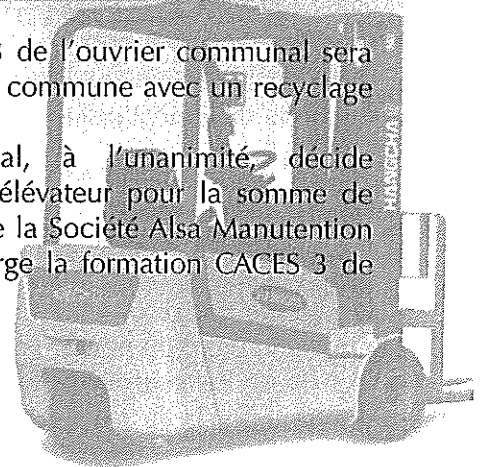 de l'ouvrier communal sera
commune avec un recyclage
al, à l'unanimité, décide
élévateur pour la somme de
e la Société Alsa Manutention
rge la formation CACES 3 de